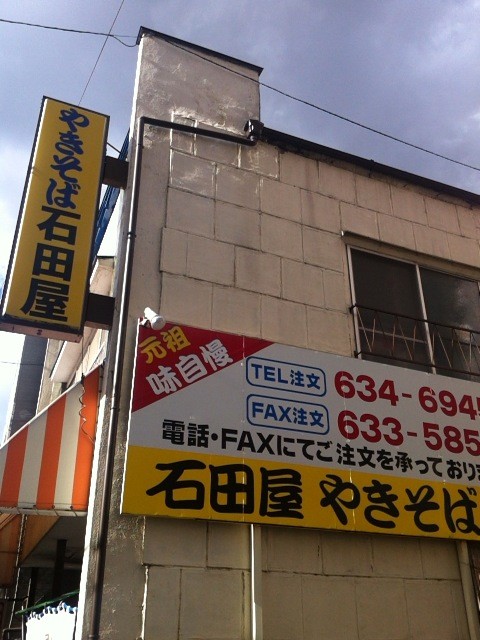 やきそば石田屋
元祖
味自慢
TEL注文 634-694
FAX注文 633-585
電話・FAXにてご注文を承っており
石田屋 やきそば